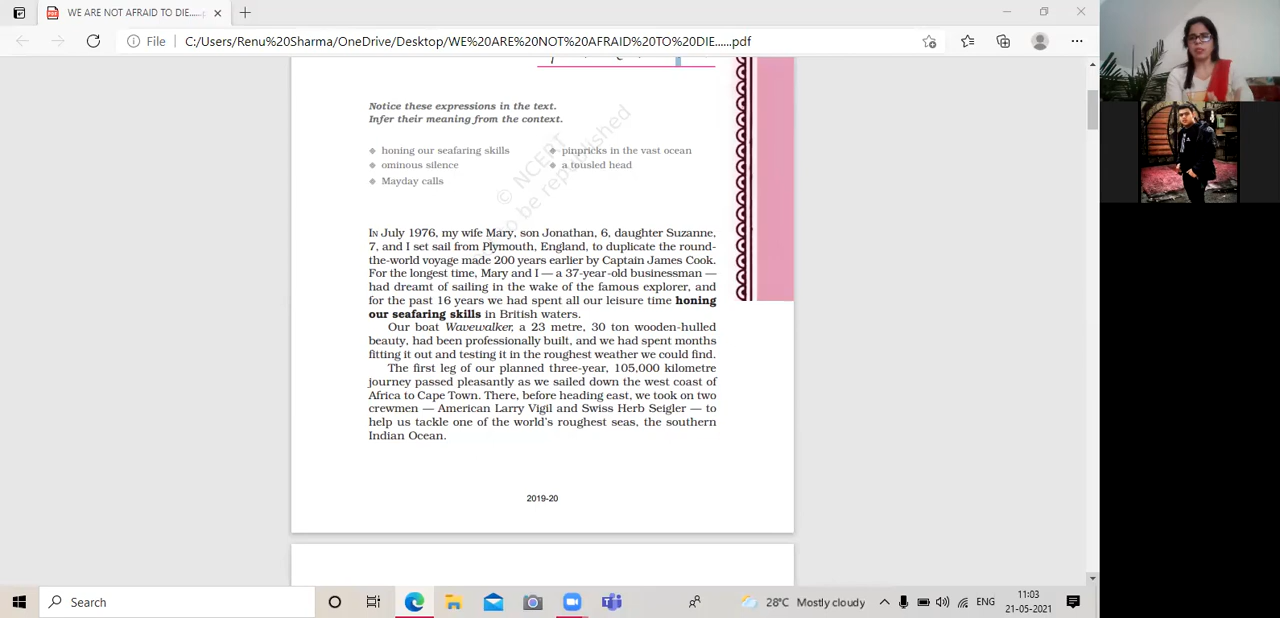 WE ARE NOT AFRAID TO DIE.....p
File
C:/Users/Renu%20Sharma/OneDrive/Desktop/WE%20ARE%20NOT%20AFRAID%20TO%20DIE......pdf
Notice these expressions in the text.
Infer their meaning from the context.
honing our seafaring skills
pinpricks in the vast ocean
ominous silence
a tousled head
Mayday calls
© NCERT
to be republished
IN July 1976, my wife Mary, son Jonathan, 6, daughter Suzanne,
7, and I set sail from Plymouth, England, to duplicate the round-
the-world voyage made 200 years earlier by Captain James Cook.
For the longest time, Mary and I — a 37-year-old businessman —
had dreamt of sailing in the wake of the famous explorer, and
for the past 16 years we had spent all our leisure time honing
our seafaring skills in British waters.
Our boat Wavewalker, a 23 metre, 30 ton wooden-hulled
beauty, had been professionally built, and we had spent months
fitting it out and testing it in the roughest weather we could find.
The first leg of our planned three-year, 105,000 kilometre
journey passed pleasantly as we sailed down the west coast of
Africa to Cape Town. There, before heading east, we took on two
crewmen — American Larry Vigil and Swiss Herb Seigler — to
help us tackle one of the world's roughest seas, the southern
Indian Ocean.
2019-20
Search
28°C Mostly cloudy
ENG
11:03
21-05-2021